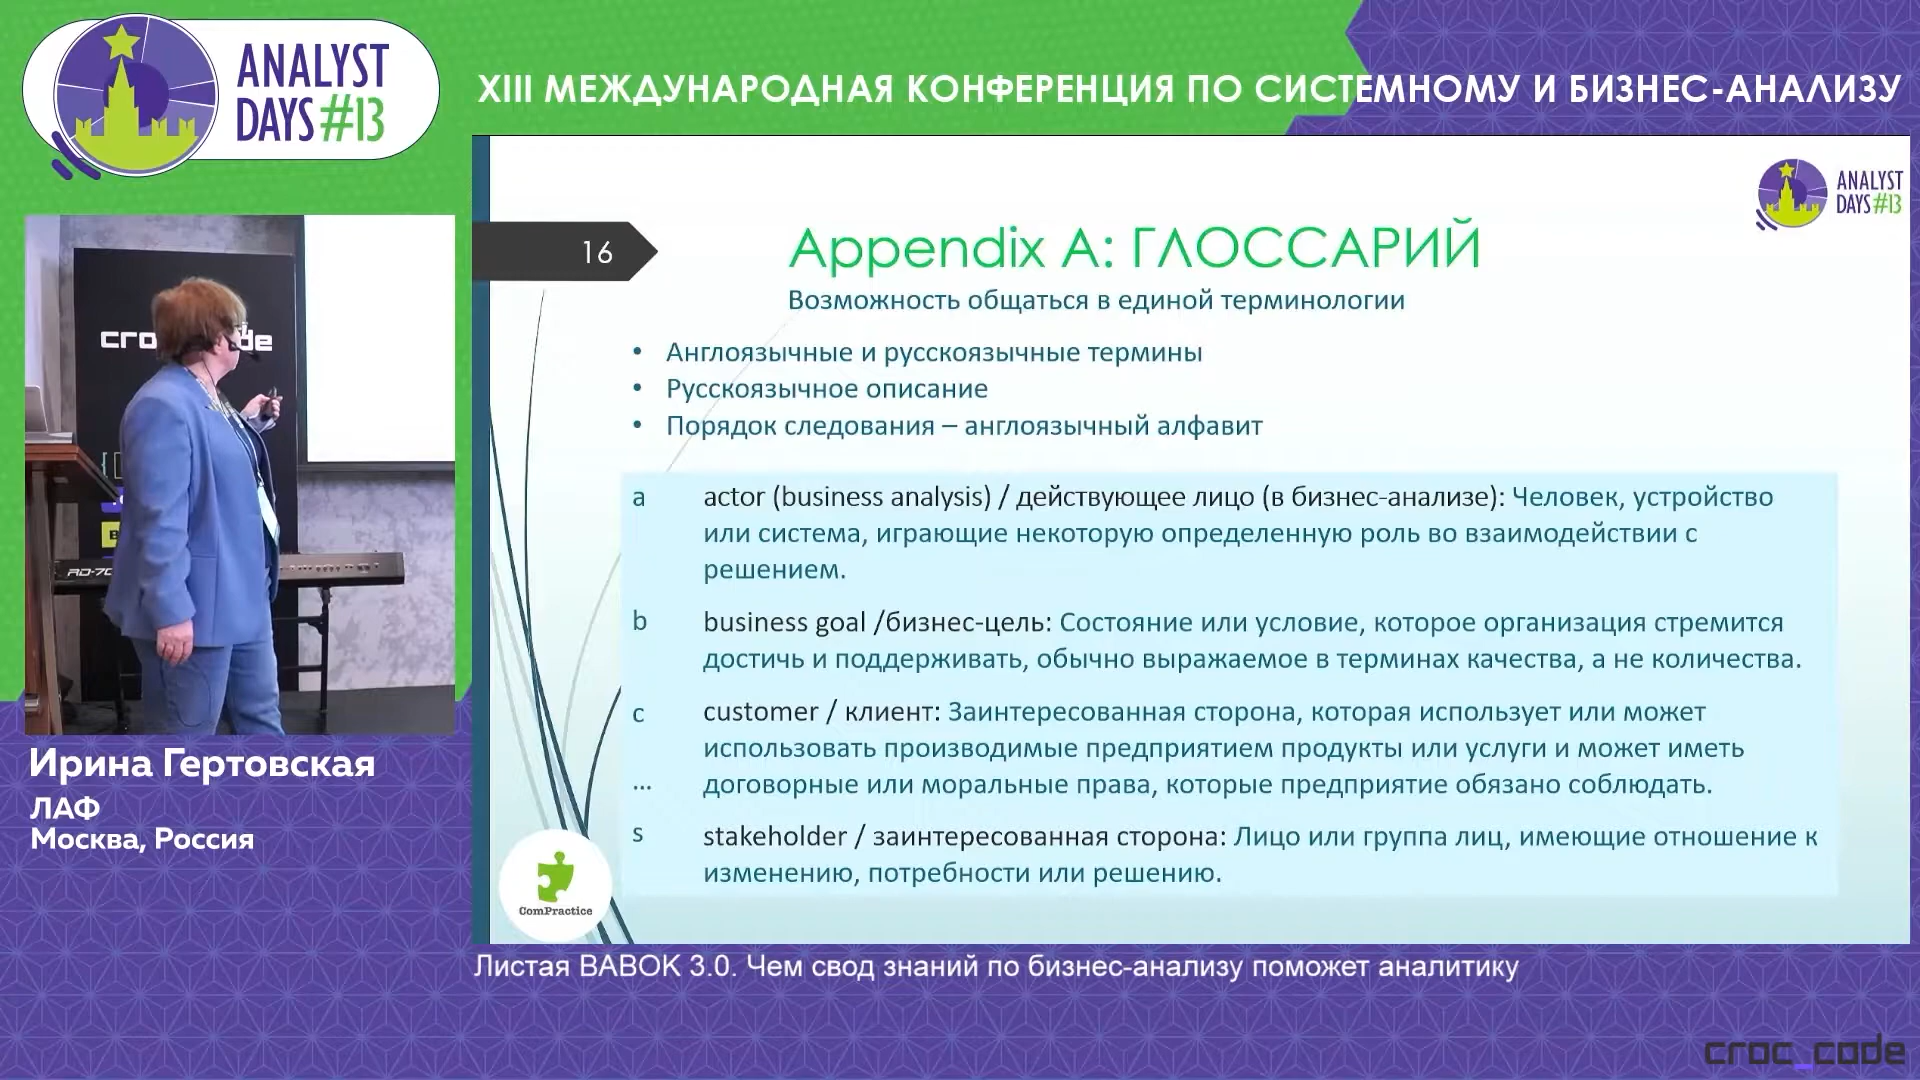 ANALYST
DAYS #13
XIII МЕЖДУНАРОДНАЯ КОНФЕРЕНЦИЯ ПО СИСТЕМНОМУ И БИЗНЕС-АНАЛИЗУ
ANALYST
DAYS #13
16
Appendix A: ГЛОССАРИЙ
Возможность общаться в единой терминологии
• Англоязычные и русскоязычные термины
• Русскоязычное описание
• Порядок следования – англоязычный алфавит
a actor (business analysis) / действующее лицо (в бизнес-анализе): Человек, устройство
или система, играющие некоторую определенную роль во взаимодействии с
решением.
b business goal /бизнес-цель: Состояние или условие, которое организация стремится
достичь и поддерживать, обычно выражаемое в терминах качества, а не количества.
c customer / клиент: Заинтересованная сторона, которая использует или может
использовать производимые предприятием продукты или услуги и может иметь
... договорные или моральные права, которые предприятие обязано соблюдать.
s stakeholder / заинтересованная сторона: Лицо или группа лиц, имеющие отношение к
изменению, потребности или решению.
ComPractice
Ирина Гертовская
ЛАФ
Москва, Россия
Листая BABOK 3.0. Чем свод знаний по бизнес-анализу поможет аналитику
croc_code